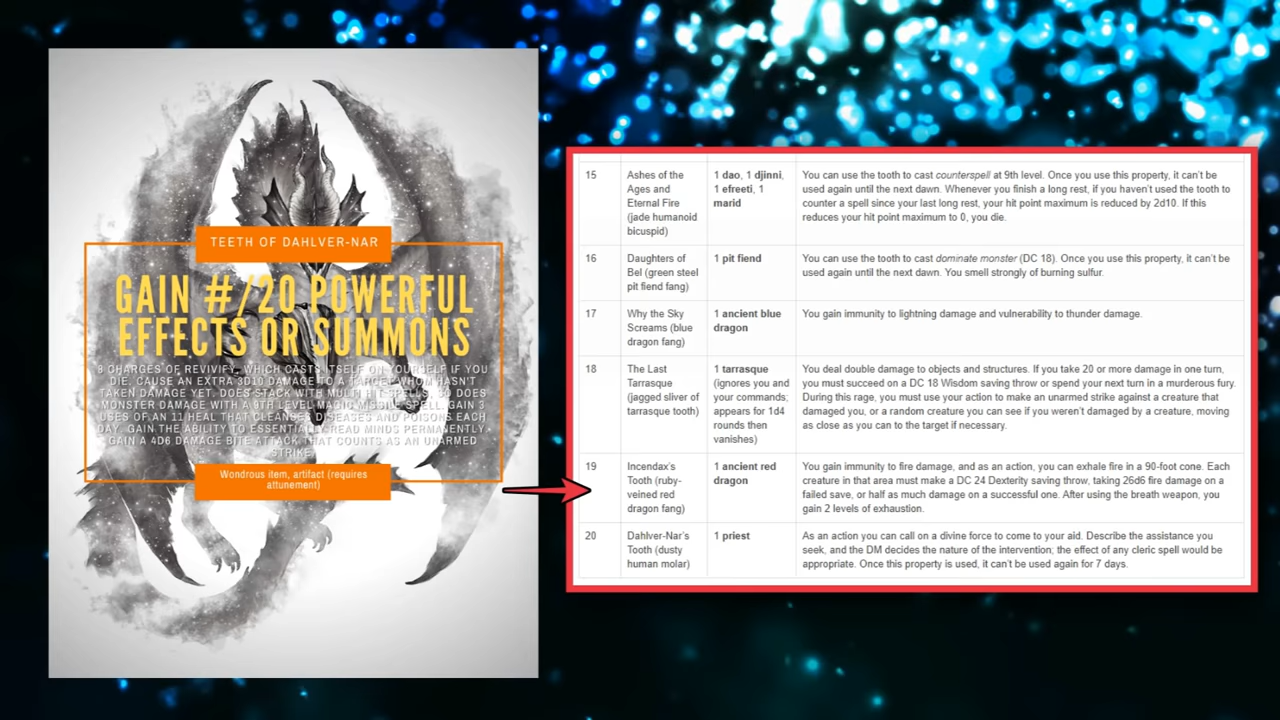 TEETH OF DAHLVER-NAR
GAIN #/20 POWERFUL
EFFECTS OR SUMMONS
8 CHARGES OF REVIVIFY, WHICH CASTS ITSELF ON YOURSELF IF YOU
DIE. CAUSE AN EXTRA 3D10 DAMAGE TO A TARGET WHOM HASN'T
TAKEN DAMAGE YET. DOES STACK WITH MULTI HIT SPELLS, SO DOES
MONSTER DAMAGE WITH A 9TH LEVEL MAGIC MISSILE SPELL. GAIN 3
USES OF AN 11 HEAL THAT CLEANSES DISEASES AND POISONS EACH
DAY. GAIN THE ABILITY TO ESSENTIALLY READ MINDS PERMANENTLY.
GAIN A 4D6 DAMAGE BITE ATTACK THAT COUNTS AS AN UNARMED
STRIKE
Wondrous item, artifact (requires
attunement)
15
Ashes of the
Ages and
Eternal Fire
(jade humanoid
bicuspid)
1 dao, 1 djinni,
1 efreeti, 1
marid
You can use the tooth to cast counterspell at 9th level. Once you use this property, it can't be
used again until the next dawn. Whenever you finish a long rest, if you haven't used the tooth to
counter a spell since your last long rest, your hit point maximum is reduced by 2d10. If this
reduces your hit point maximum to 0, you die.
16
Daughters of
Bel (green steel
pit fiend fang)
1 pit fiend
You can use the tooth to cast dominate monster (DC 18). Once you use this property, it can't be
used again until the next dawn. You smell strongly of burning sulfur.
17
Why the Sky
Screams (blue
dragon fang)
1 ancient blue
dragon
You gain immunity to lightning damage and vulnerability to thunder damage.
18
The Last
Tarrasque
(jagged sliver of
tarrasque tooth)
1 tarrasque
(ignores you and
your commands;
appears for 1d4
rounds then
vanishes)
You deal double damage to objects and structures. If you take 20 or more damage in one turn,
you must succeed on a DC 18 Wisdom saving throw or spend your next turn in a murderous fury.
During this rage, you must use your action to make an unarmed strike against a creature that
damaged you, or a random creature you can see if you weren't damaged by a creature, moving
as close as you can to the target if necessary.
19
Incendax's
Tooth (ruby-
veined red
dragon fang)
1 ancient red
dragon
You gain immunity to fire damage, and as an action, you can exhale fire in a 90-foot cone. Each
creature in that area must make a DC 24 Dexterity saving throw, taking 26d6 fire damage on a
failed save, or half as much damage on a successful one. After using the breath weapon, you
gain 2 levels of exhaustion.
20
Dahlver-Nar's
Tooth (dusty
human molar)
1 priest
As an action you can call on a divine force to come to your aid. Describe the assistance you
seek, and the DM decides the nature of the intervention; the effect of any cleric spell would be
appropriate. Once this property is used, it can't be used again for 7 days.